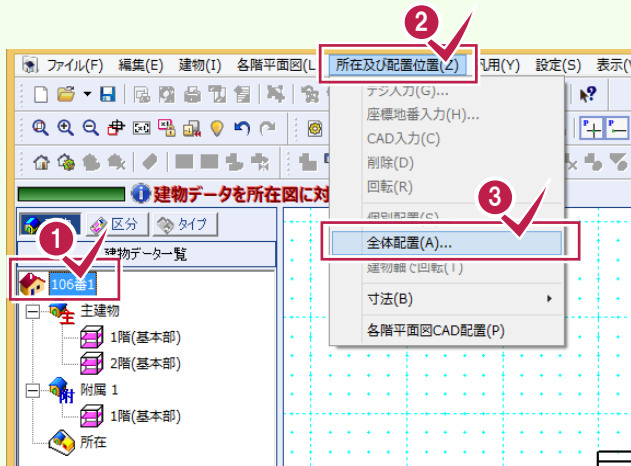 2
ファイル(F) 編集(E) 建物(I) 各階平面図(L 所在及び配置位置(Z) 汎用(Y) 設定(S) 表示(V
デジ入力(G)...
座標地番入力(H)...
CAD入力(C)
削除(D)
回転(R)
個別配置(S)
3
全体配置(A)...
建物軸で回転(T)
寸法(B)
各階平面図CAD配置(P)
建物データを所在図に対
区分 タイプ
1
建物データ一覧
106番1
主 主建物
1階(基本部)
2階(基本部)
附 附属 1
1階(基本部)
所在